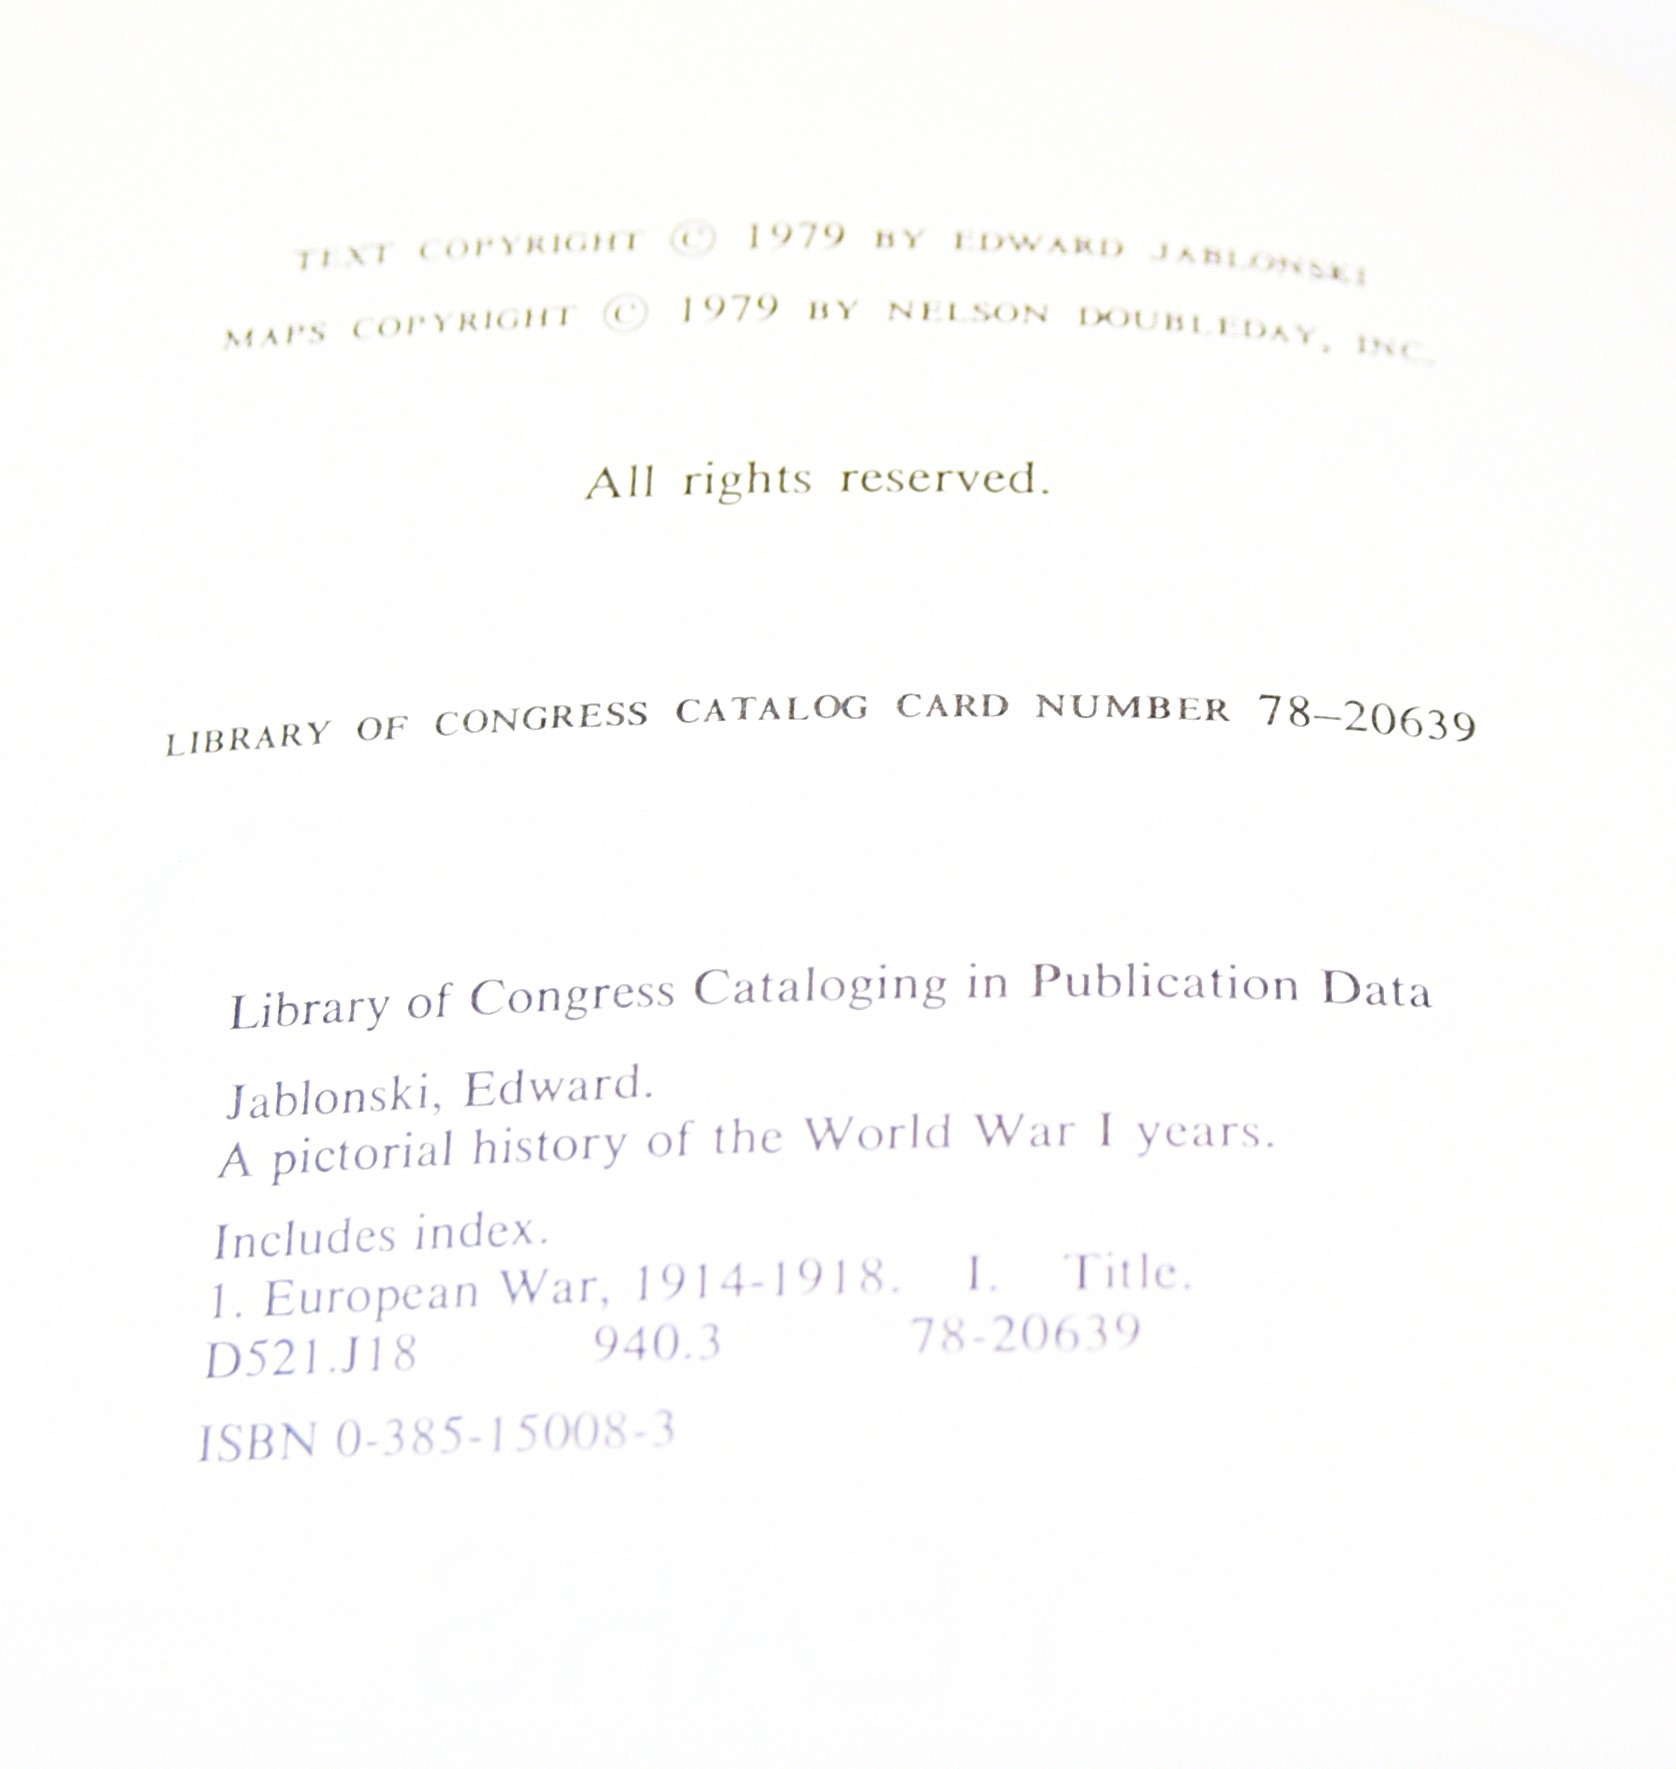 TEXT COPYRIGHT © 1979 BY EDWARD JABLONSKI
MAPS COPYRIGHT © 1979 BY NELSON DOUBLEDAY, INC.
All rights reserved.
LIBRARY OF CONGRESS CATALOG CARD NUMBER 78–20639
Library of Congress Cataloging in Publication Data
Jablonski, Edward.
A pictorial history of the World War I years.
Includes index.
1. European War, 1914-1918. I. Title.
D521.J18 940.3 78-20639
ISBN 0-385-15008-3